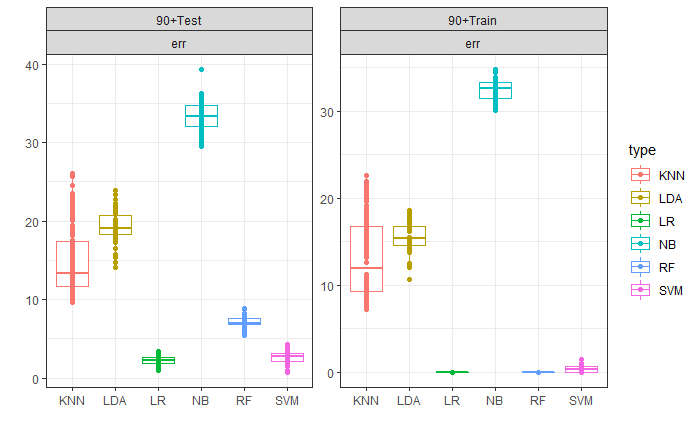 90+Test
err
40
30
20
10
0
KNN LDA LR NB RF SVM
90+Train
err
30
20
10
0
KNN LDA LR NB RF SVM
type
KNN
LDA
LR
NB
RF
SVM